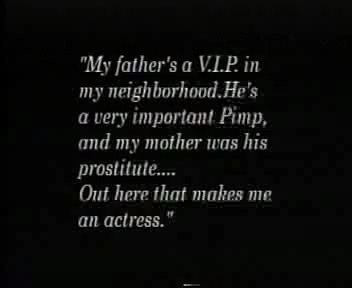 "My father's a V.I.P. in
my neighborhood.He's
a very important Pimp,
and my mother was his
prostitute....
Out here that makes me
an actress."